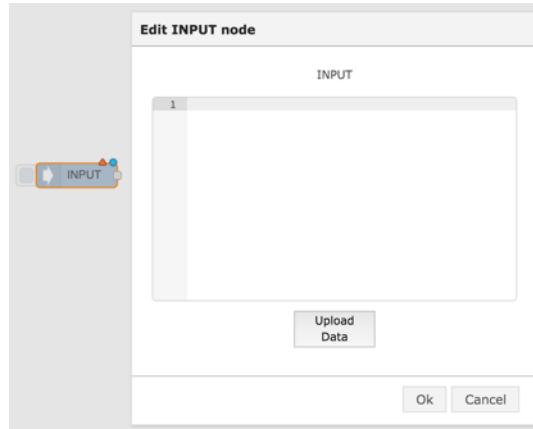 Edit INPUT node
INPUT
1
INPUT
Upload
Data
Ok Cancel